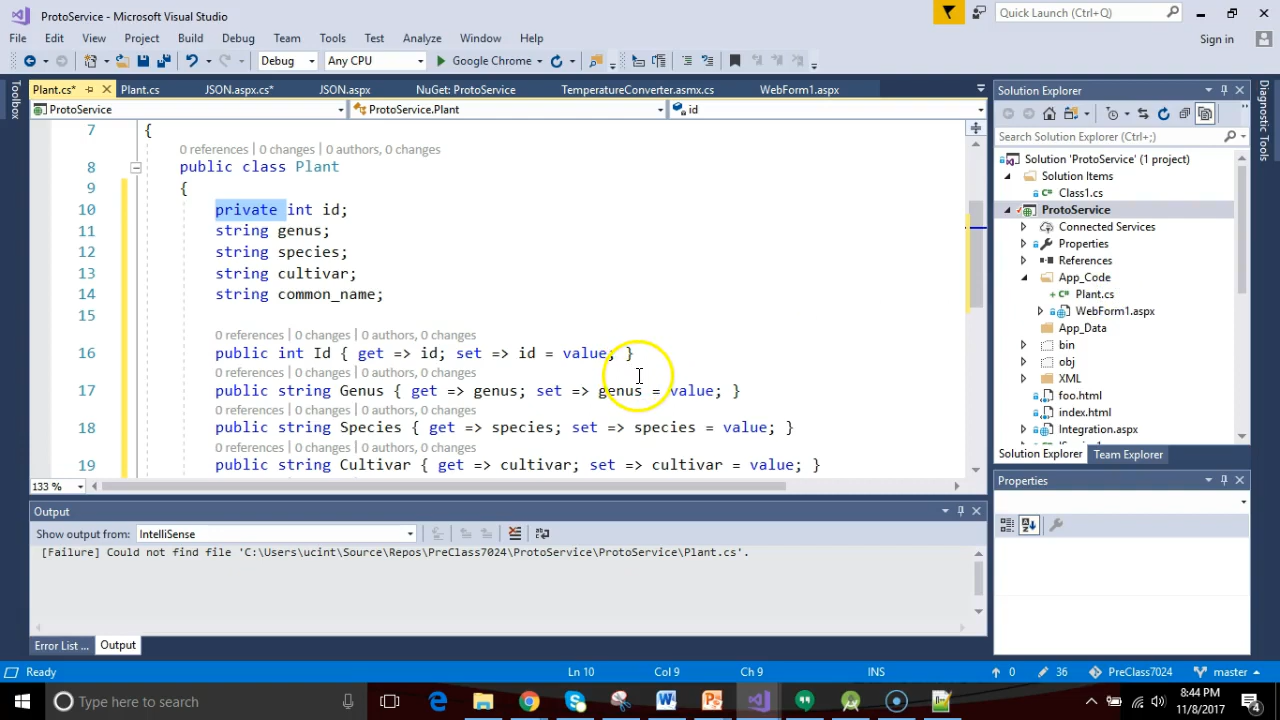 ProtoService - Microsoft Visual Studio
Quick Launch (Ctrl+Q)
File Edit View Project Build Debug Team Tools Test Analyze Window Help
Sign in
Debug Any CPU Google Chrome
Plant.cs* Plant.cs JSON.aspx.cs* JSON.aspx NuGet: ProtoService TemperatureConverter.asmx.cs WebForm1.aspx
ProtoService ProtoService.Plant id
7 {
0 references | 0 changes | 0 authors, 0 changes
8 public class Plant
9 {
10 private int id;
11 string genus;
12 string species;
13 string cultivar;
14 string common_name;
15
0 references | 0 changes | 0 authors, 0 changes
16 public int Id { get => id; set => id = value; }
0 references | 0 changes | 0 authors, 0 changes
17 public string Genus { get => genus; set => genus = value; }
0 references | 0 changes | 0 authors, 0 changes
18 public string Species { get => species; set => species = value; }
0 references | 0 changes | 0 authors, 0 changes
19 public string Cultivar { get => cultivar; set => cultivar = value; }
133 %
Toolbox
Output
Show output from: IntelliSense
[Failure] Could not find file 'C:\Users\ucint\Source\Repos\PreClass7024\ProtoService\ProtoService\Plant.cs'.
Error List ... Output
Solution Explorer
Search Solution Explorer (Ctrl+;)
Solution 'ProtoService' (1 project)
Solution Items
C# Class1.cs
ProtoService
Connected Services
Properties
References
App_Code
C# Plant.cs
WebForm1.aspx
App_Data
bin
obj
XML
foo.html
index.html
Integration.aspx
Solution Explorer Team Explorer
Properties
Diagnostic Tools
Ready Ln 10 Col 9 Ch 9 INS 0 36 PreClass7024 master
Type here to search
8:44 PM
11/8/2017
4